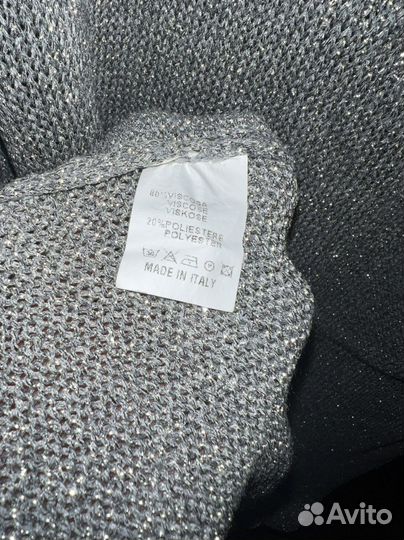 80%VISCOSA
VISCOSE
VISKOSE
20%POLIESTERE
POLYESTER
MADE IN ITALY
Avito